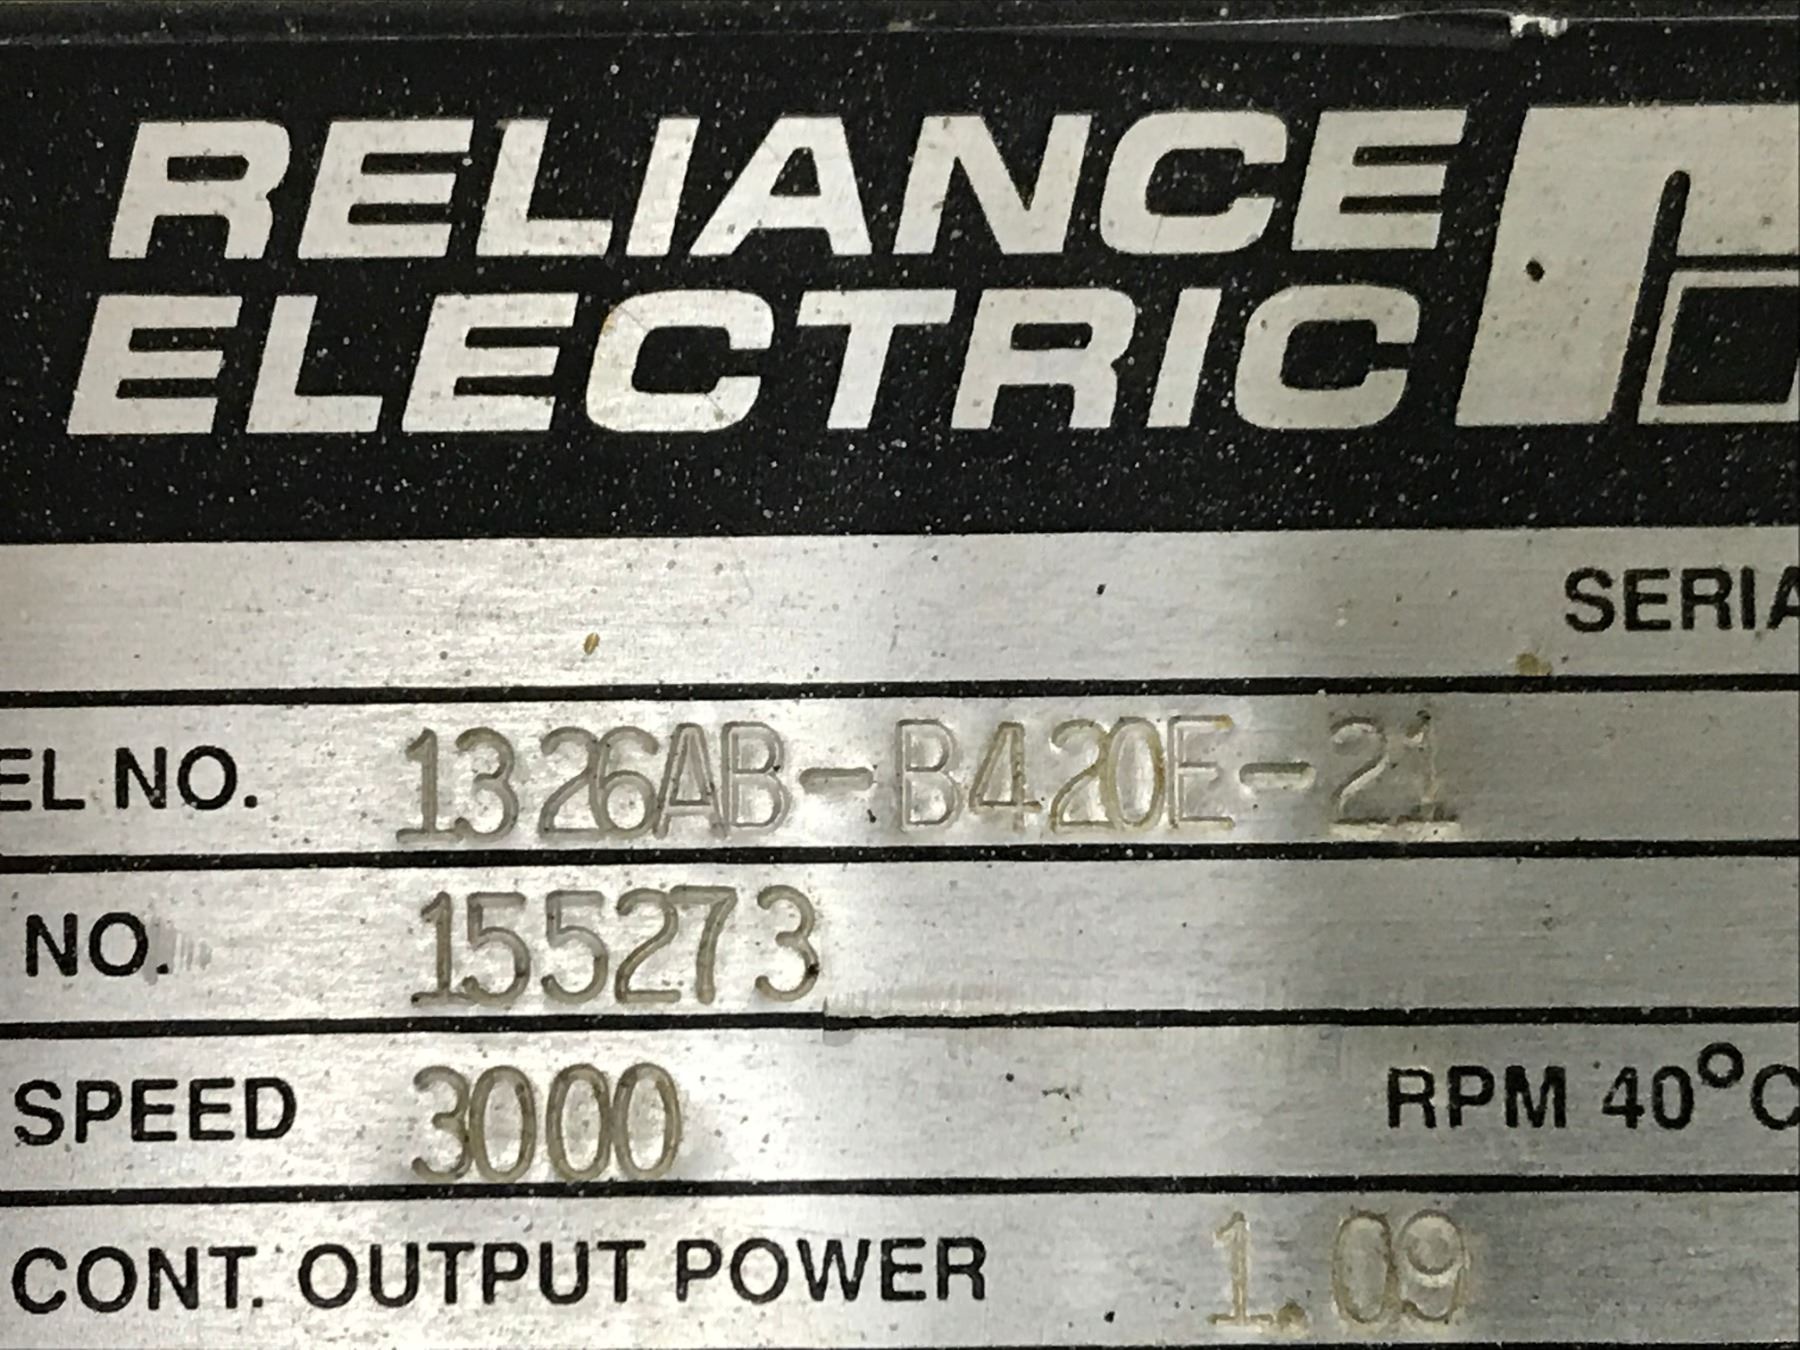 RELIANCE
ELECTRIC
SERIA
EL NO. 1326AB-B420E-21
NO. 155273
SPEED 3000 RPM 40°C
CONT. OUTPUT POWER 1.09